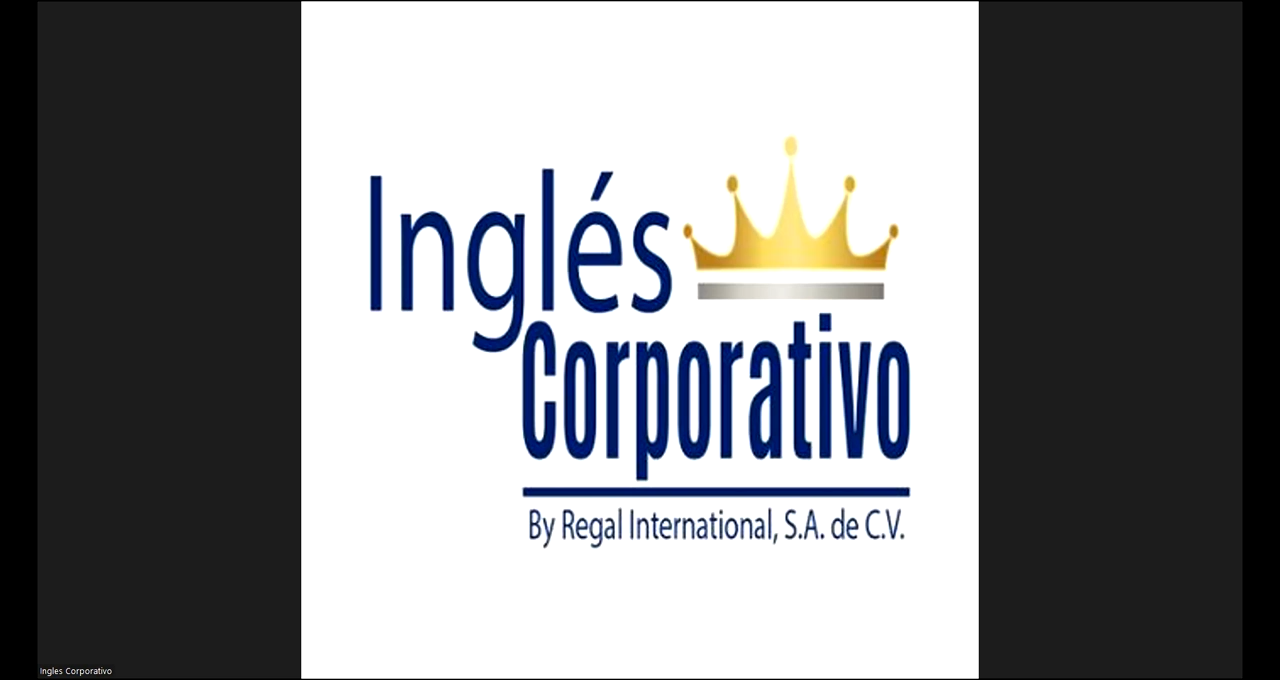 Inglés
Corporativo
By Regal International, S.A. de C.V.
Ingles Corporativo